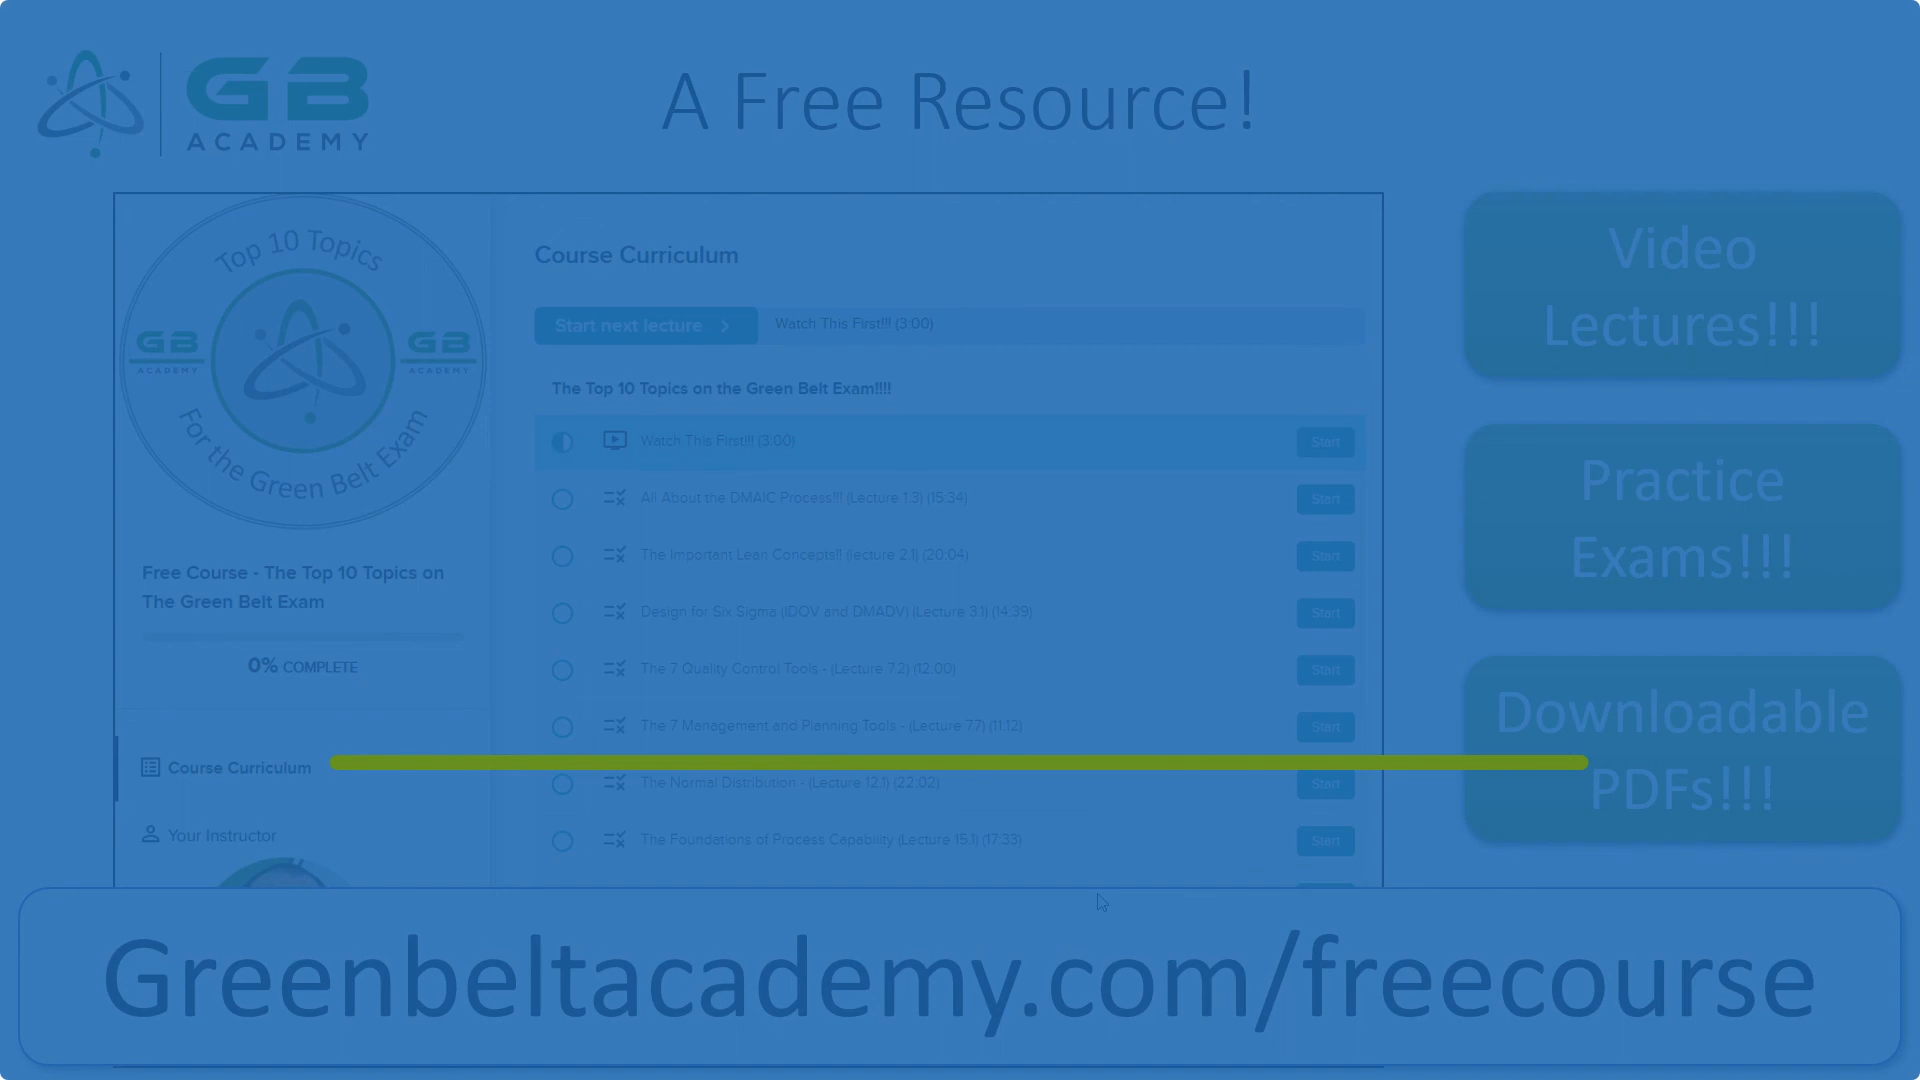 GB
ACADEMY
A Free Resource!
Top 10 Topics
GB
ACADEMY
GB
ACADEMY
For the Green Belt Exam
Free Course - The Top 10 Topics on
The Green Belt Exam
0% COMPLETE
Course Curriculum
Your Instructor
Course Curriculum
Start next lecture > Watch This First!!! (3:00)
The Top 10 Topics on the Green Belt Exam!!!!
Watch This First!!! (3:00) Start
All About the DMAIC Process!!! (Lecture 1.3) (15:34) Start
The Important Lean Concepts!! (lecture 2.1) (20:04) Start
Design for Six Sigma (IDOV and DMADV) (Lecture 3.1) (14:39) Start
The 7 Quality Control Tools - (Lecture 7.2) (12:00) Start
The 7 Management and Planning Tools - (Lecture 7.7) (11:12) Start
The Normal Distribution - (Lecture 12.1) (22:02) Start
The Foundations of Process Capability (Lecture 15.1) (17:33) Start
Video
Lectures!!!
Practice
Exams!!!
Downloadable
PDFs!!!
Greenbeltacademy.com/freecourse